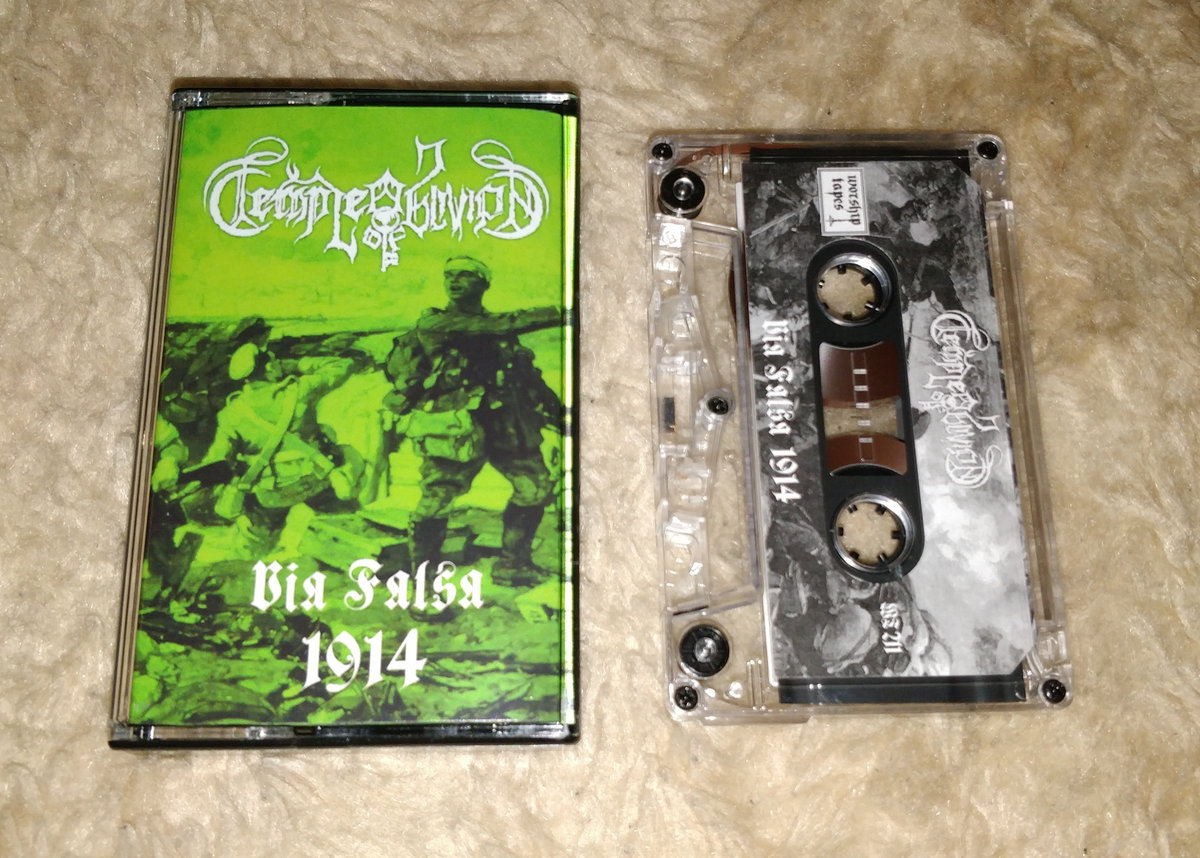 Temple of Oblivion
Via Falsa
1914
worship
tapes
Temple of Oblivion
Via Falsa 1914